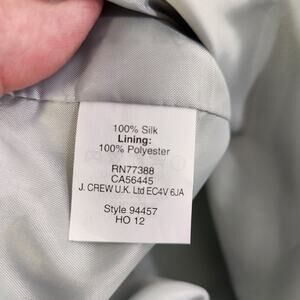 100% Silk
Lining:
100% Polyester
RN77388
CA56445
J. CREW U.K. Ltd EC4V 6JA
Style 94457
HO 12